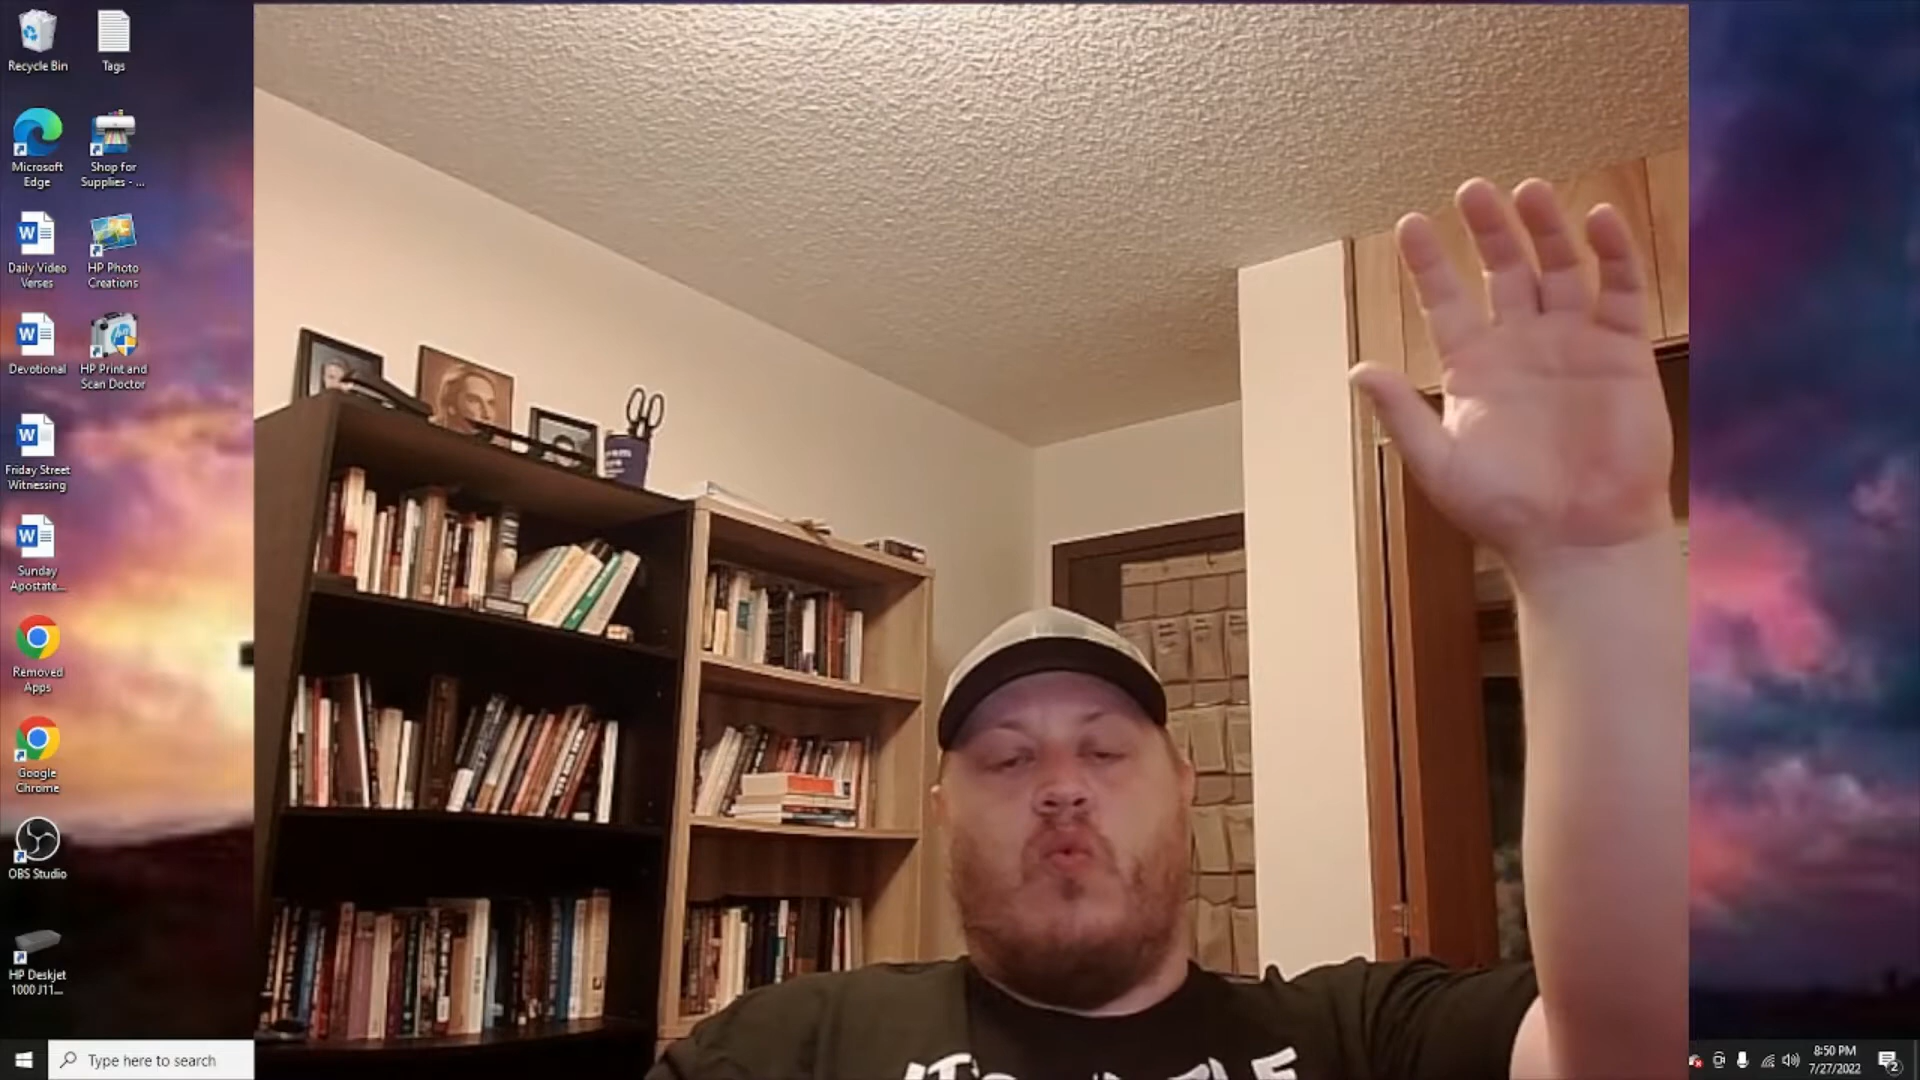 Recycle Bin
Tags
Microsoft
Edge
Shop for
Supplies - ...
Daily Video
Verses
HP Photo
Creations
Devotional
HP Print and
Scan Doctor
Friday Street
Witnessing
Sunday
Apostate...
Removed
Apps
Google
Chrome
OBS Studio
HP Deskjet
1000 J11...
Type here to search
8:50 PM
7/27/2022
2
IT'S